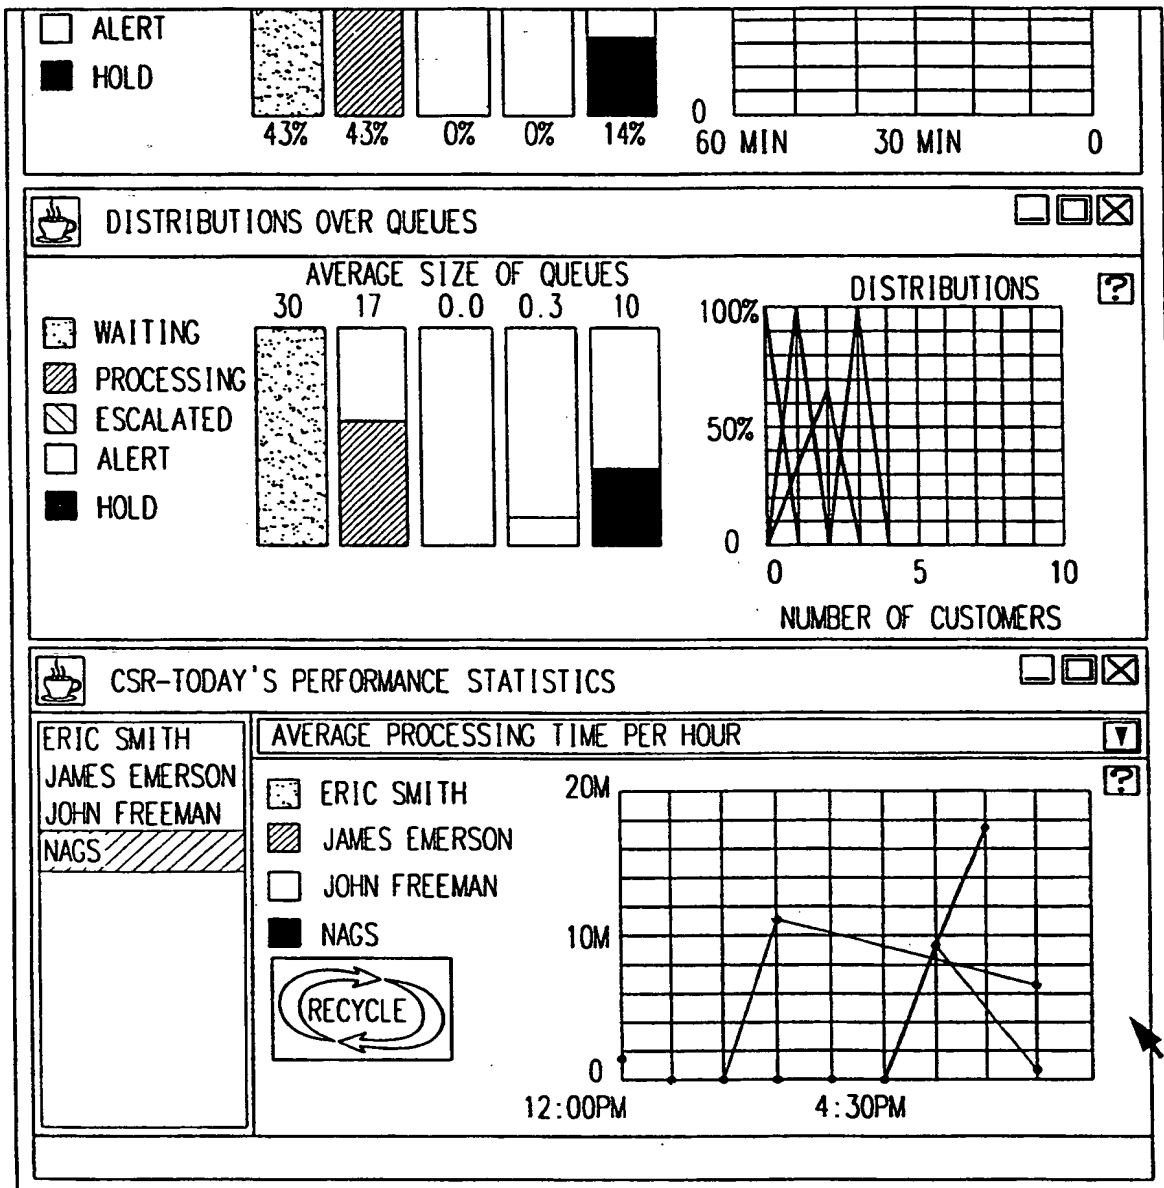 ALERT
HOLD
43% 43% 0% 0% 14%
0
60 MIN 30 MIN 0
DISTRIBUTIONS OVER QUEUES
AVERAGE SIZE OF QUEUES
30 17 0.0 0.3 10
WAITING
PROCESSING
ESCALATED
ALERT
HOLD
DISTRIBUTIONS
?
100%
50%
0
0 5 10
NUMBER OF CUSTOMERS
CSR-TODAY'S PERFORMANCE STATISTICS
ERIC SMITH
JAMES EMERSON
JOHN FREEMAN
NAGS
AVERAGE PROCESSING TIME PER HOUR
?
ERIC SMITH
JAMES EMERSON
JOHN FREEMAN
NAGS
RECYCLE
20M
10M
0
12:00PM 4:30PM